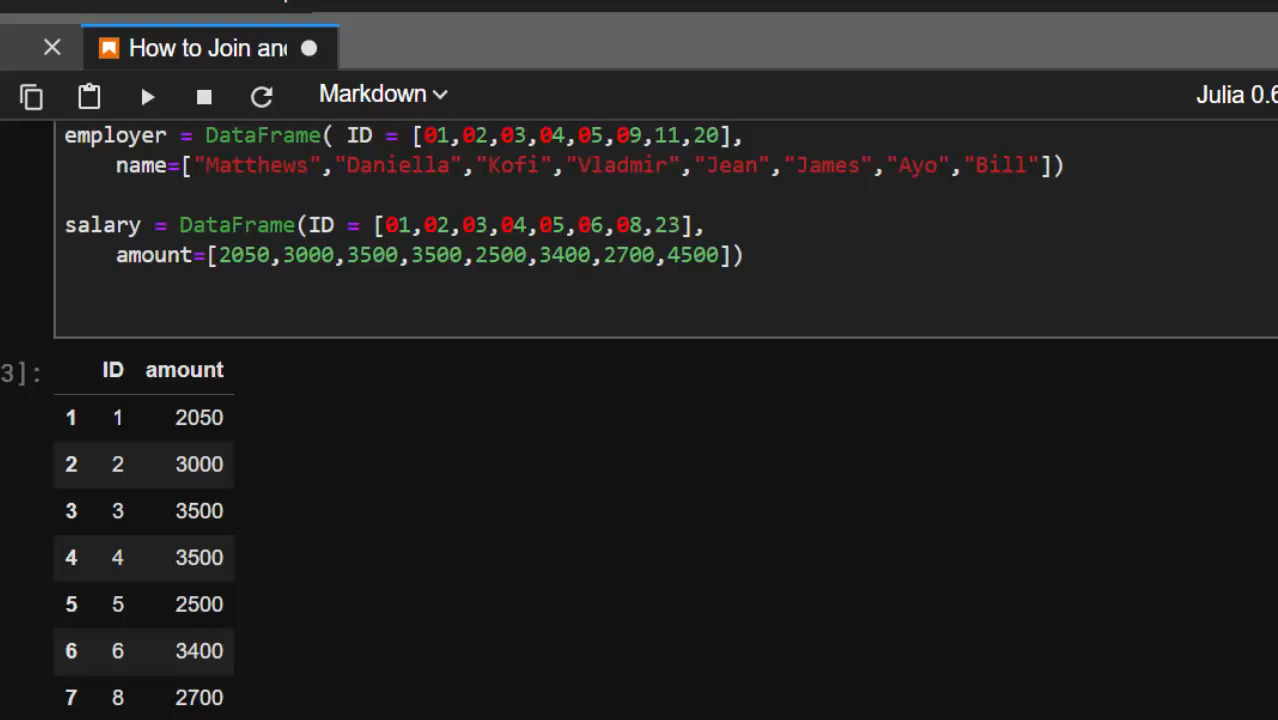 How to Join and
Markdown
Julia 0.6
employer = DataFrame( ID = [01,02,03,04,05,09,11,20],
name=["Matthews","Daniella","Kofi","Vladmir","Jean","James","Ayo","Bill"])
salary = DataFrame(ID = [01,02,03,04,05,06,08,23],
amount=[2050,3000,3500,3500,2500,3400,2700,4500])
3]:
ID amount
1 1 2050
2 2 3000
3 3 3500
4 4 3500
5 5 2500
6 6 3400
7 8 2700